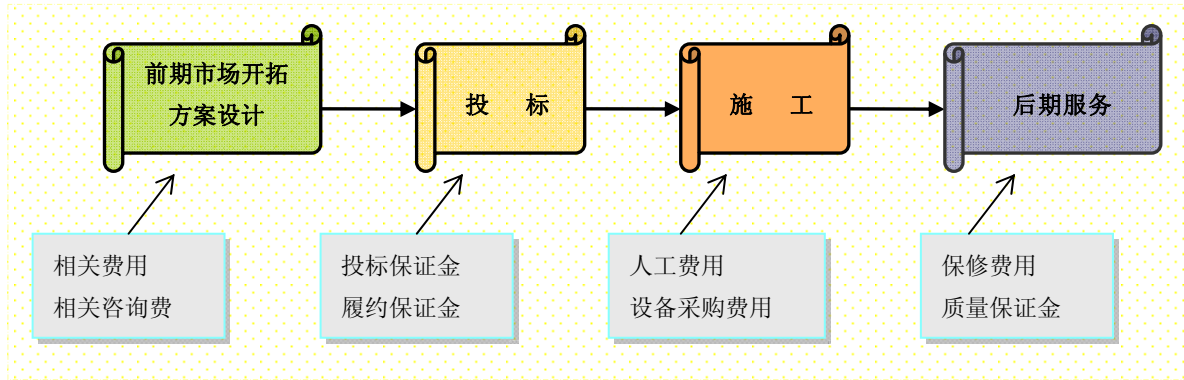 前期市场开拓
方案设计
投 标
施 工
后期服务
相关费用
相关咨询费
投标保证金
履约保证金
人工费用
设备采购费用
保修费用
质量保证金